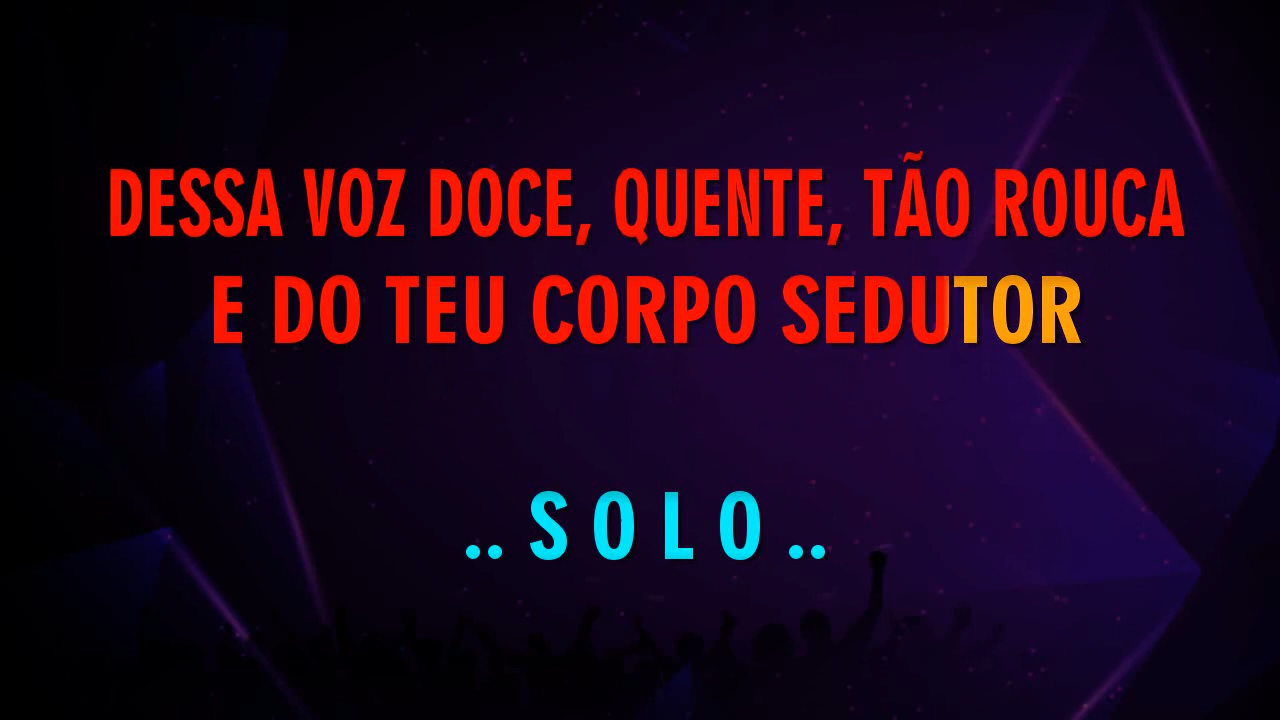 DESSA VOZ DOCE, QUENTE, TÃO ROUCA
E DO TEU CORPO SEDUTOR
.. S O L O ..